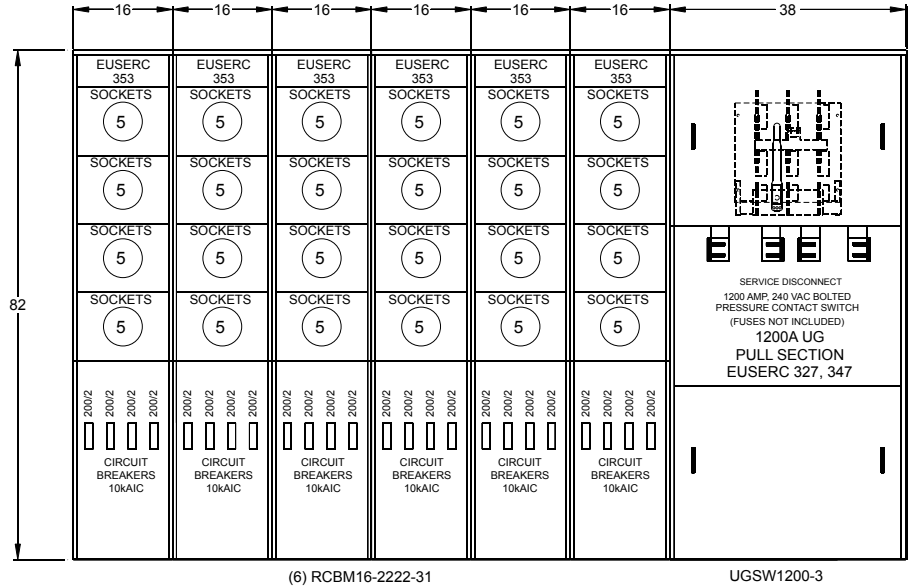 16 16 16 16 16 16 38
82
EUSERC EUSERC EUSERC EUSERC EUSERC EUSERC
353 353 353 353 353 353
SOCKETS SOCKETS SOCKETS SOCKETS SOCKETS SOCKETS
5 5 5 5 5 5
SOCKETS SOCKETS SOCKETS SOCKETS SOCKETS SOCKETS
5 5 5 5 5 5
SOCKETS SOCKETS SOCKETS SOCKETS SOCKETS SOCKETS
5 5 5 5 5 5
SOCKETS SOCKETS SOCKETS SOCKETS SOCKETS SOCKETS
5 5 5 5 5 5
200/2 200/2 200/2 200/2 200/2 200/2 200/2 200/2 200/2 200/2 200/2 200/2 200/2 200/2 200/2 200/2 200/2 200/2 200/2 200/2 200/2 200/2 200/2 200/2
CIRCUIT CIRCUIT CIRCUIT CIRCUIT CIRCUIT CIRCUIT
BREAKERS BREAKERS BREAKERS BREAKERS BREAKERS BREAKERS
10kAIC 10kAIC 10kAIC 10kAIC 10kAIC 10kAIC
SERVICE DISCONNECT
1200 AMP, 240 VAC BOLTED
PRESSURE CONTACT SWITCH
(FUSES NOT INCLUDED)
1200A UG
PULL SECTION
EUSERC 327, 347
(6) RCBM16-2222-31
UGSW1200-3